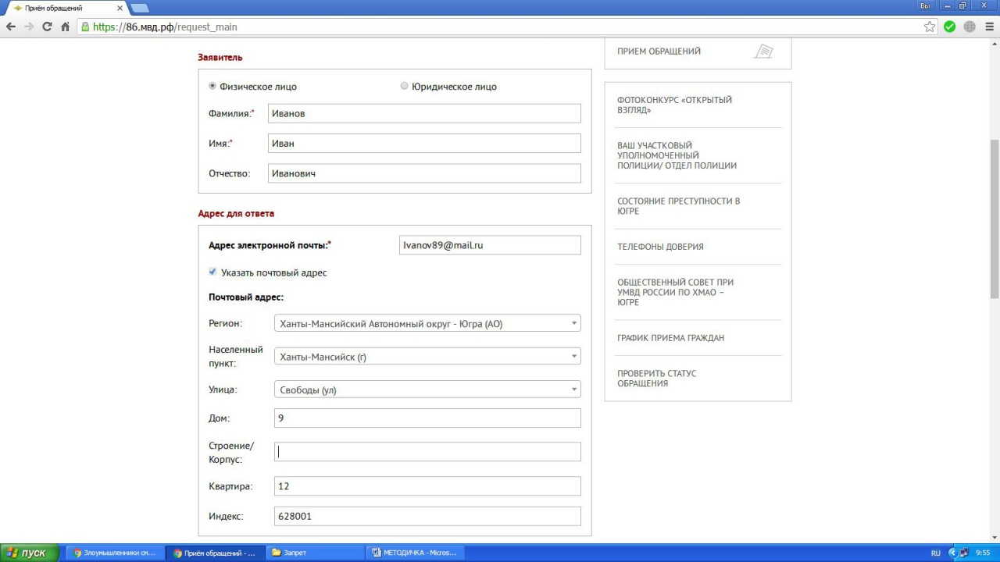 Приём обращений
Вы
https://86.мвд.рф/request_main
Заявитель
Физическое лицо
Юридическое лицо
Фамилия:*
Иванов
Имя:*
Иван
Отчество:
Иванович
Адрес для ответа
Адрес электронной почты:*
Ivanov89@mail.ru
Указать почтовый адрес
Почтовый адрес:
Регион:
Ханты-Мансийский Автономный округ - Югра (АО)
Населенный
пункт:
Ханты-Мансийск (г)
Улица:
Свободы (ул)
Дом:
9
Строение/
Корпус:
Квартира:
12
Индекс:
628001
ПРИЕМ ОБРАЩЕНИЙ
ФОТОКОНКУРС «ОТКРЫТЫЙ
ВЗГЛЯД»
ВАШ УЧАСТКОВЫЙ
УПОЛНОМОЧЕННЫЙ
ПОЛИЦИИ/ ОТДЕЛ ПОЛИЦИИ
СОСТОЯНИЕ ПРЕСТУПНОСТИ В
ЮГРЕ
ТЕЛЕФОНЫ ДОВЕРИЯ
ОБЩЕСТВЕННЫЙ СОВЕТ ПРИ
УМВД РОССИИ ПО ХМАО –
ЮГРЕ
ГРАФИК ПРИЕМА ГРАЖДАН
ПРОВЕРИТЬ СТАТУС
ОБРАЩЕНИЯ
пуск
Злоумышленники сн...
Приём обращений - ...
Запрет
МЕТОДИЧКА - Micros...
RU
9:55